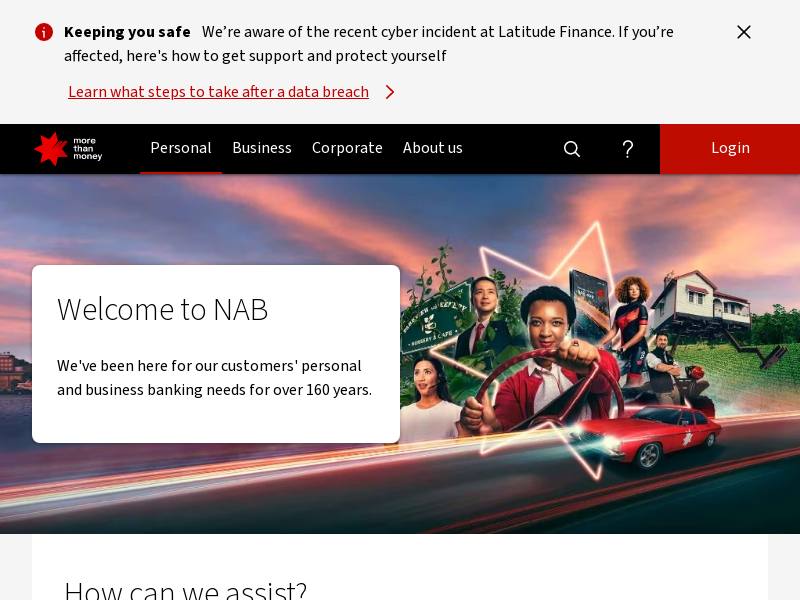 Keeping you safe We're aware of the recent cyber incident at Latitude Finance. If you're
affected, here's how to get support and protect yourself
Learn what steps to take after a data breach
more
than
money
Personal Business Corporate About us ? Login
Welcome to NAB
We've been here for our customers' personal
and business banking needs for over 160 years.
NURSERY & CAFE
How can we assist?